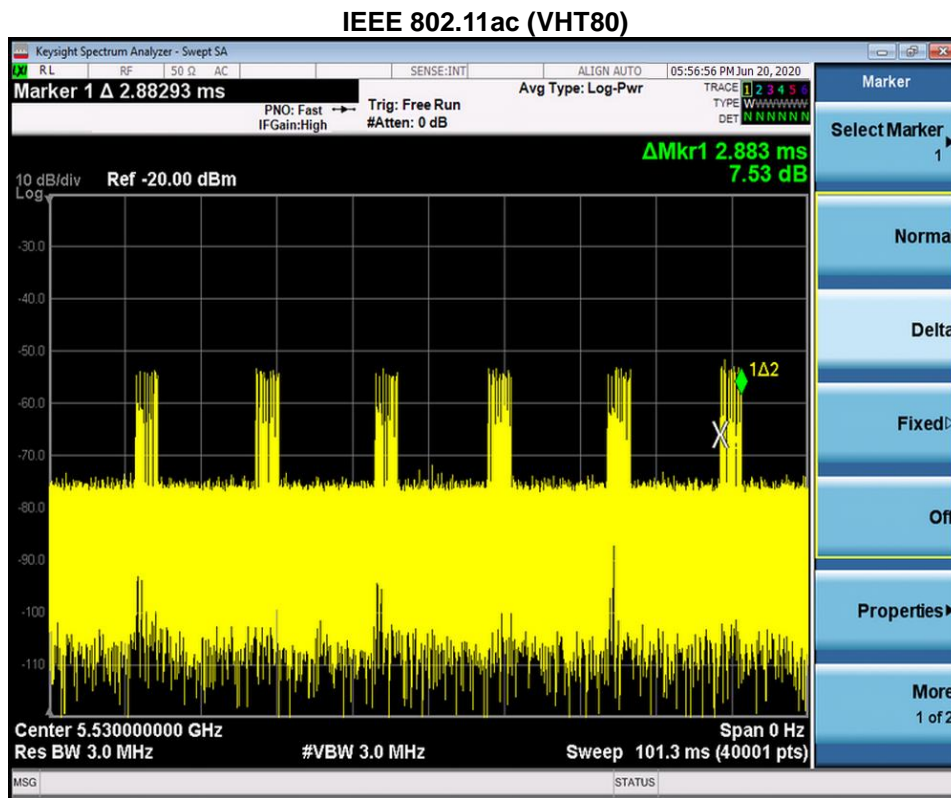 IEEE 802.11ac (VHT80)
Keysight Spectrum Analyzer - Swept SA
LXI RL RF 50 Ω AC SENSE:INT ALIGN AUTO 05:56:56 PM Jun 20, 2020
Marker 1 Δ 2.88293 ms
PNO: Fast
IFGain:High
Trig: Free Run
#Atten: 0 dB
Avg Type: Log-Pwr
TRACE 1 2 3 4 5 6
TYPE WWWWWW
DET N N N N N N
ΔMkr1 2.883 ms
7.53 dB
10 dB/div Ref -20.00 dBm
Log
-30.0
-40.0
-50.0
1Δ2
-60.0
X
-70.0
-80.0
-90.0
-100
-110
Center 5.530000000 GHz Span 0 Hz
Res BW 3.0 MHz #VBW 3.0 MHz Sweep 101.3 ms (40001 pts)
MSG STATUS
Marker
Select Marker
1
Norma
Delta
Fixed
Off
Properties
More
1 of 2